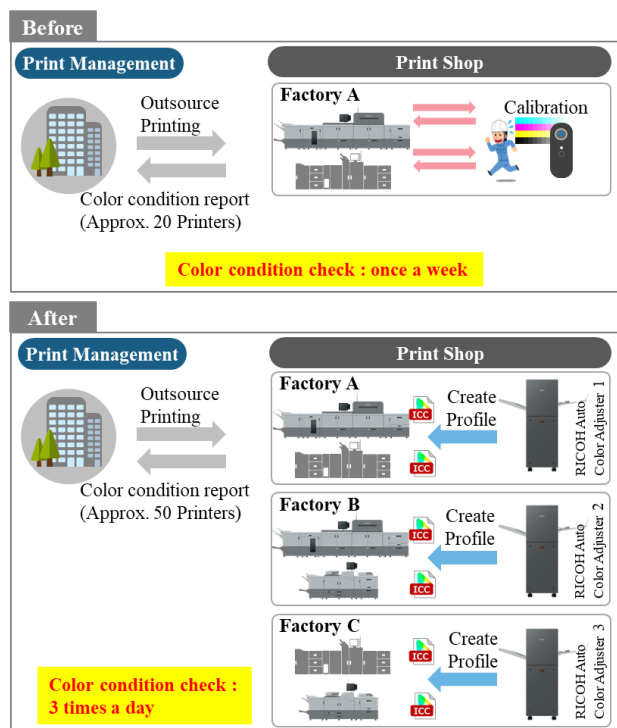 Before
Print Management
Print Shop
Outsource
Printing
Color condition report
(Approx. 20 Printers)
Factory A
Calibration
Color condition check : once a week
After
Print Management
Print Shop
Outsource
Printing
Color condition report
(Approx. 50 Printers)
Factory A
ICC
ICC
Create
Profile
RICOH Auto
Color Adjuster 1
Factory B
ICC
ICC
Create
Profile
RICOH Auto
Color Adjuster 2
Factory C
ICC
ICC
Create
Profile
RICOH Auto
Color Adjuster 3
Color condition check :
3 times a day